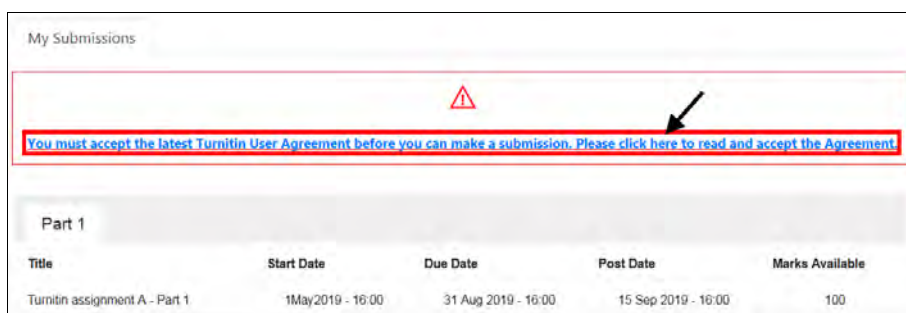 My Submissions
You must accept the latest Turnitin User Agreement before you can make a submission. Please click here to read and accept the Agreement.
Part 1
Title Start Date Due Date Post Date Marks Available
Turnitin assignment A - Part 1 1May2019 - 16:00 31 Aug 2019 - 16:00 15 Sep 2019 - 16:00 100